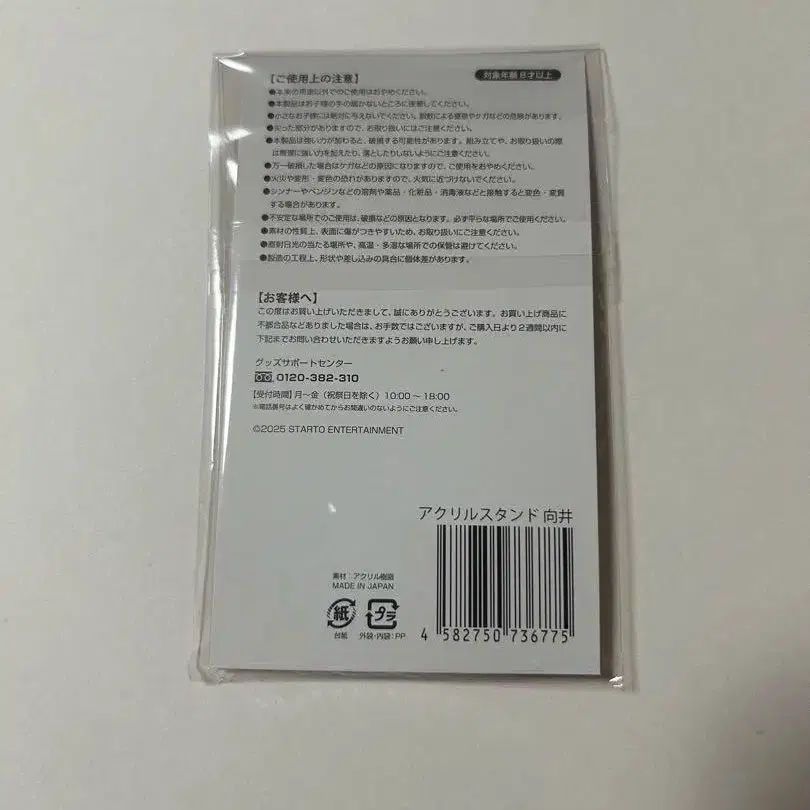 【ご使用上の注意】 対象年齢8才以上
●本来の用途以外でのご使用はおやめください。
●本製品はお子様の手の届かないところに保管してください。
●小さなお子様には絶対に与えないでください。誤飲による窒息やケガなどの危険があります。
●尖った部分がありますので、お取り扱いにはご注意ください。
●本製品は強い力が加わると、破損する可能性があります。組み立てや、お取り扱いの際
は無理に強い力を加えたり、落としたりしないようにご注意ください。
●万一破損した場合はケガなどの原因になりますので、ご使用をおやめください。
●火災や変形・変色の恐れがありますので、火気に近づけないでください。
●シンナーやベンジンなどの溶剤や薬品・化粧品・消毒液などと接触すると変色・変質
する場合があります。
●不安定な場所でのご使用は、破損などの原因となります。必ず平らな場所でご使用ください。
●素材の性質上、表面に傷がつきやすいため、お取り扱いにご注意ください。
●直射日光の当たる場所や、高温・多湿な場所での保管は避けてください。
●製造の工程上、形状や差し込みの具合に個体差があります。
【お客様へ】
この度はお買い上げいただきまして、誠にありがとうございます。お買い上げ商品に
不都合品などありました場合は、お手数ではございますが、ご購入日より2週間以内に
下記までお問い合わせいただきますようお願い申し上げます。
グッズサポートセンター
0120-382-310
【受付時間】月〜金（祝祭日を除く）10:00〜18:00
※電話番号はよく確かめてからお間違いのないようにご注意ください。
©2025 STARTO ENTERTAINMENT
アクリルスタンド 向井
素材：アクリル樹脂
MADE IN JAPAN
紙 プラ
台紙 外袋・内袋:PP
4 582750 736775